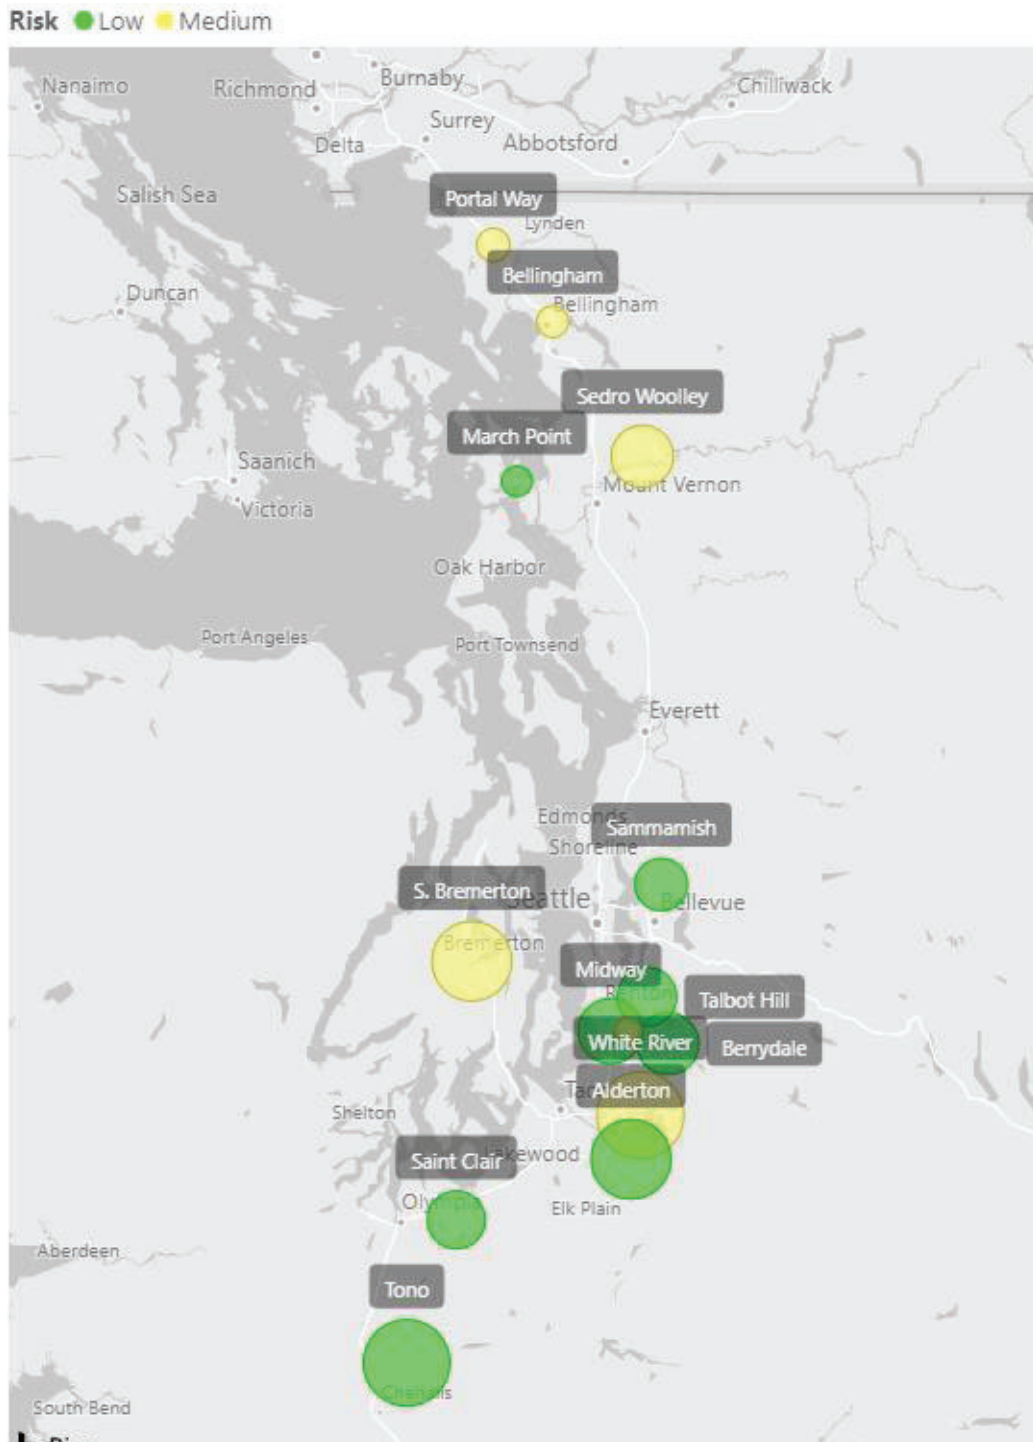 Risk Low Medium
Nanaimo
Richmond
Burnaby
Chilliwack
Surrey
Delta
Abbotsford
Salish Sea
Portal Way
Lynden
Bellingham
Duncan
Bellingham
Sedro Woolley
March Point
Saanich
Mount Vernon
Victoria
Oak Harbor
Port Angeles
Port Townsend
Everett
Edmonds
Sammamish
Shoreline
S. Bremerton
Seattle
Bellevue
Bremerton
Midway
Renton
Talbot Hill
White River
Berrydale
Alderton
Shelton
Saint Clair
Lakewood
Olympia
Elk Plain
Aberdeen
Tono
Chehalis
South Bend